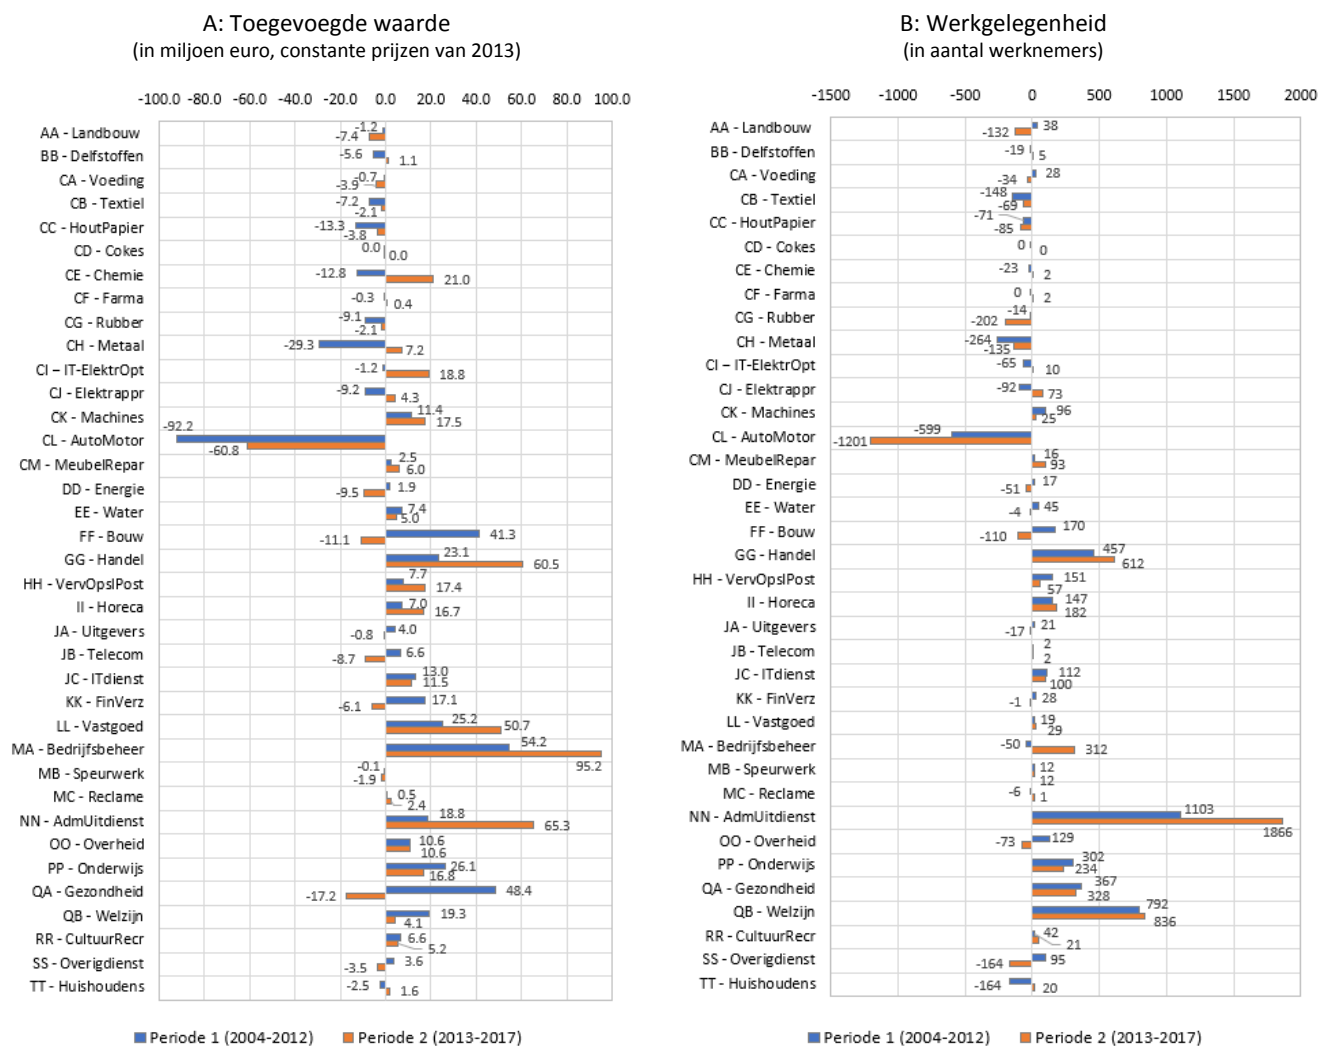 A: Toegevoegde waarde
(in miljoen euro, constante prijzen van 2013)
-100.0 -80.0 -60.0 -40.0 -20.0 0.0 20.0 40.0 60.0 80.0 100.0
AA - Landbouw -1.2 -7.4
BB - Delfstoffen -5.6 1.1
CA - Voeding -0.7 -3.9
CB - Textiel -7.2 -2.1
CC - HoutPapier -13.3 -3.8
CD - Cokes 0.0 0.0
CE - Chemie -12.8 21.0
CF - Farma -0.3 0.4
CG - Rubber -9.1 -2.1
CH - Metaal -29.3 7.2
CI – IT-ElektrOpt -1.2 18.8
CJ - Elektrappr -9.2 4.3
CK - Machines 11.4 17.5
CL - AutoMotor -92.2 -60.8
CM - MeubelRepar 2.5 6.0
DD - Energie 1.9 -9.5
EE - Water 7.4 5.0
FF - Bouw 41.3 -11.1
GG - Handel 23.1 60.5
HH - VervOpslPost 7.7 17.4
II - Horeca 7.0 16.7
JA - Uitgevers 4.0 -0.8
JB - Telecom 6.6 -8.7
JC - ITdienst 13.0 11.5
KK - FinVerz 17.1 -6.1
LL - Vastgoed 25.2 50.7
MA - Bedrijfsbeheer 54.2 95.2
MB - Speurwerk -0.1 -1.9
MC - Reclame 0.5 2.4
NN - AdmUitdienst 18.8 65.3
OO - Overheid 10.6 10.6
PP - Onderwijs 26.1 16.8
QA - Gezondheid 48.4 -17.2
QB - Welzijn 19.3 4.1
RR - CultuurRecr 6.6 5.2
SS - Overigdienst 3.6 -3.5
TT - Huishoudens -2.5 1.6
Periode 1 (2004-2012) Periode 2 (2013-2017)
B: Werkgelegenheid
(in aantal werknemers)
-1500 -1000 -500 0 500 1000 1500 2000
AA - Landbouw 38 -132
BB - Delfstoffen -19 5
CA - Voeding 28 -34
CB - Textiel -148 -69
CC - HoutPapier -71 -85
CD - Cokes 0 0
CE - Chemie -23 2
CF - Farma 0 2
CG - Rubber -14 -202
CH - Metaal -264 -135
CI – IT-ElektrOpt -65 10
CJ - Elektrappr -92 73
CK - Machines 96 25
CL - AutoMotor -599 -1201
CM - MeubelRepar 16 93
DD - Energie 17 -51
EE - Water 45 -4
FF - Bouw 170 -110
GG - Handel 457 612
HH - VervOpslPost 151 57
II - Horeca 147 182
JA - Uitgevers 21 -17
JB - Telecom 2 2
JC - ITdienst 112 100
KK - FinVerz 28 -1
LL - Vastgoed 19 29
MA - Bedrijfsbeheer -50 312
MB - Speurwerk 12 12
MC - Reclame -6 1
NN - AdmUitdienst 1103 1866
OO - Overheid 129 -73
PP - Onderwijs 302 234
QA - Gezondheid 367 328
QB - Welzijn 792 836
RR - CultuurRecr 42 21
SS - Overigdienst 95 -164
TT - Huishoudens -164 20
Periode 1 (2004-2012) Periode 2 (2013-2017)